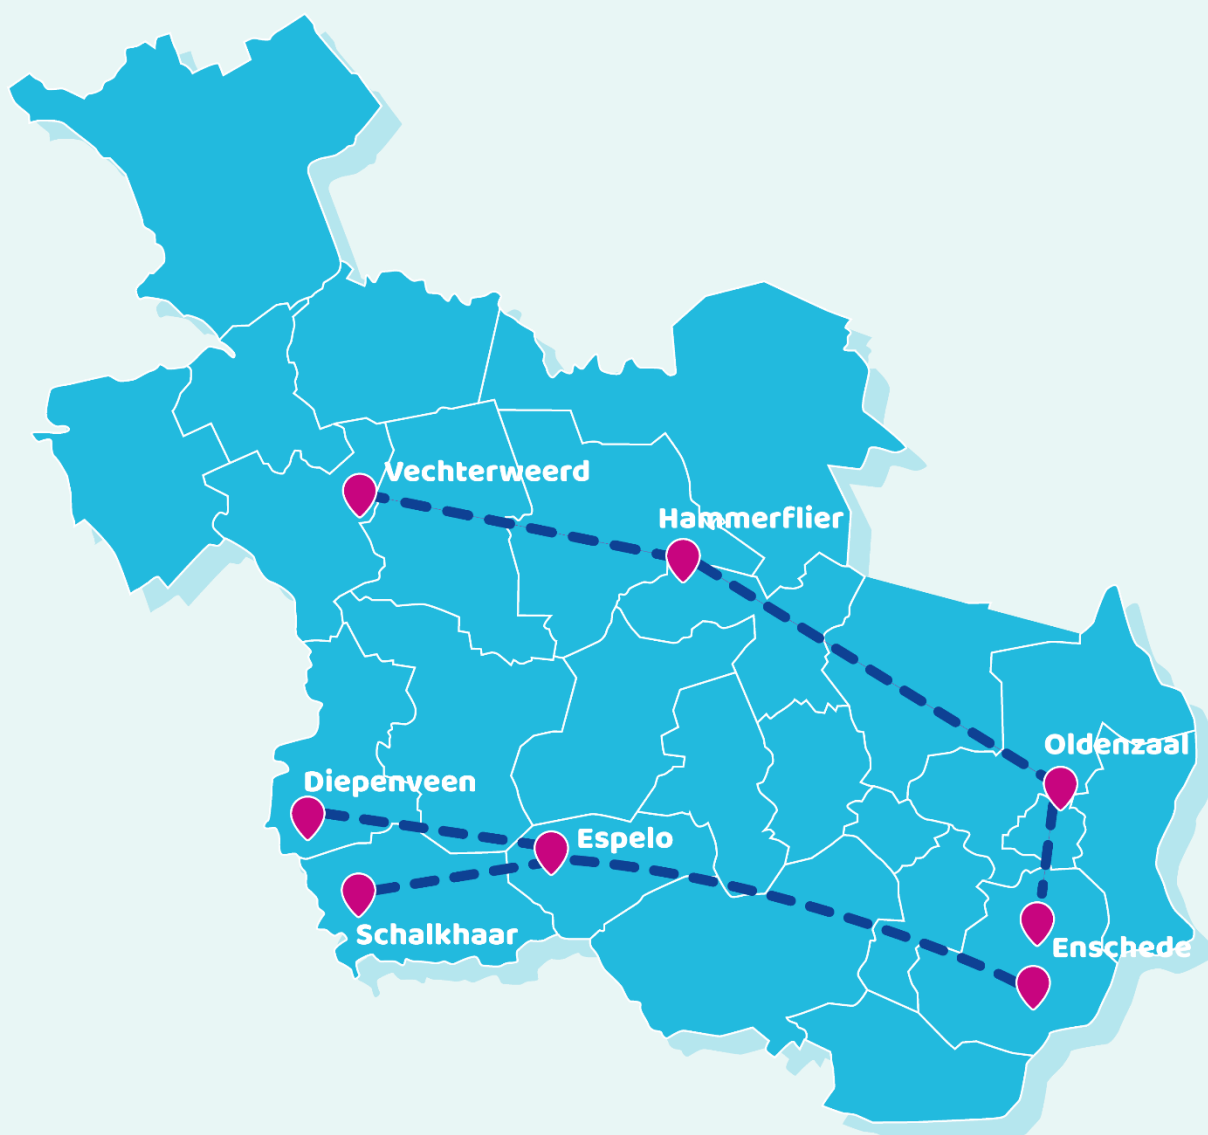 Vechterweerd
Hammerflier
Oldenzaal
Diepenveen
Espelo
Schalkhaar
Enschede